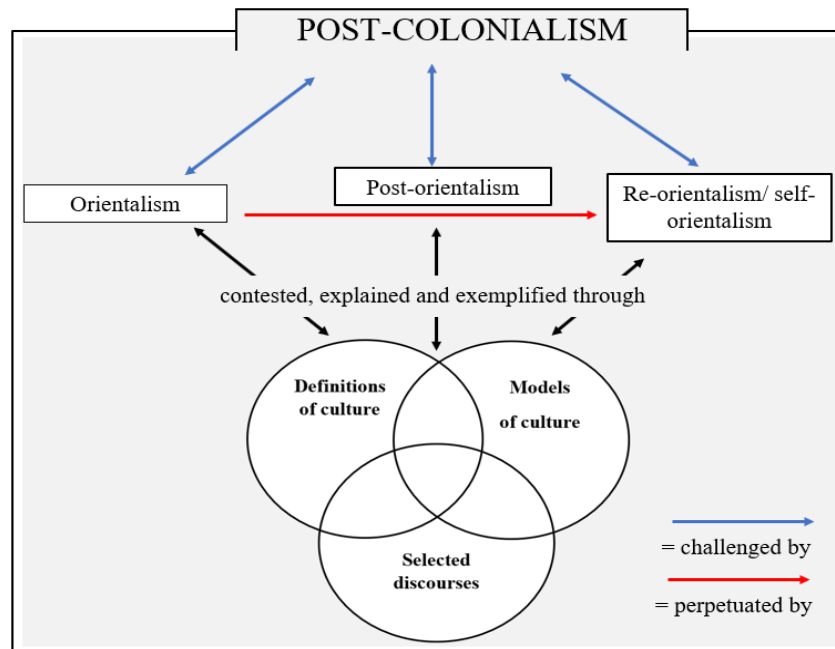 POST-COLONIALISM
Orientalism
Post-orientalism
Re-orientalism/ self-
orientalism
contested, explained and exemplified through
Definitions
of culture
Models
of culture
Selected
discourses
= challenged by
= perpetuated by